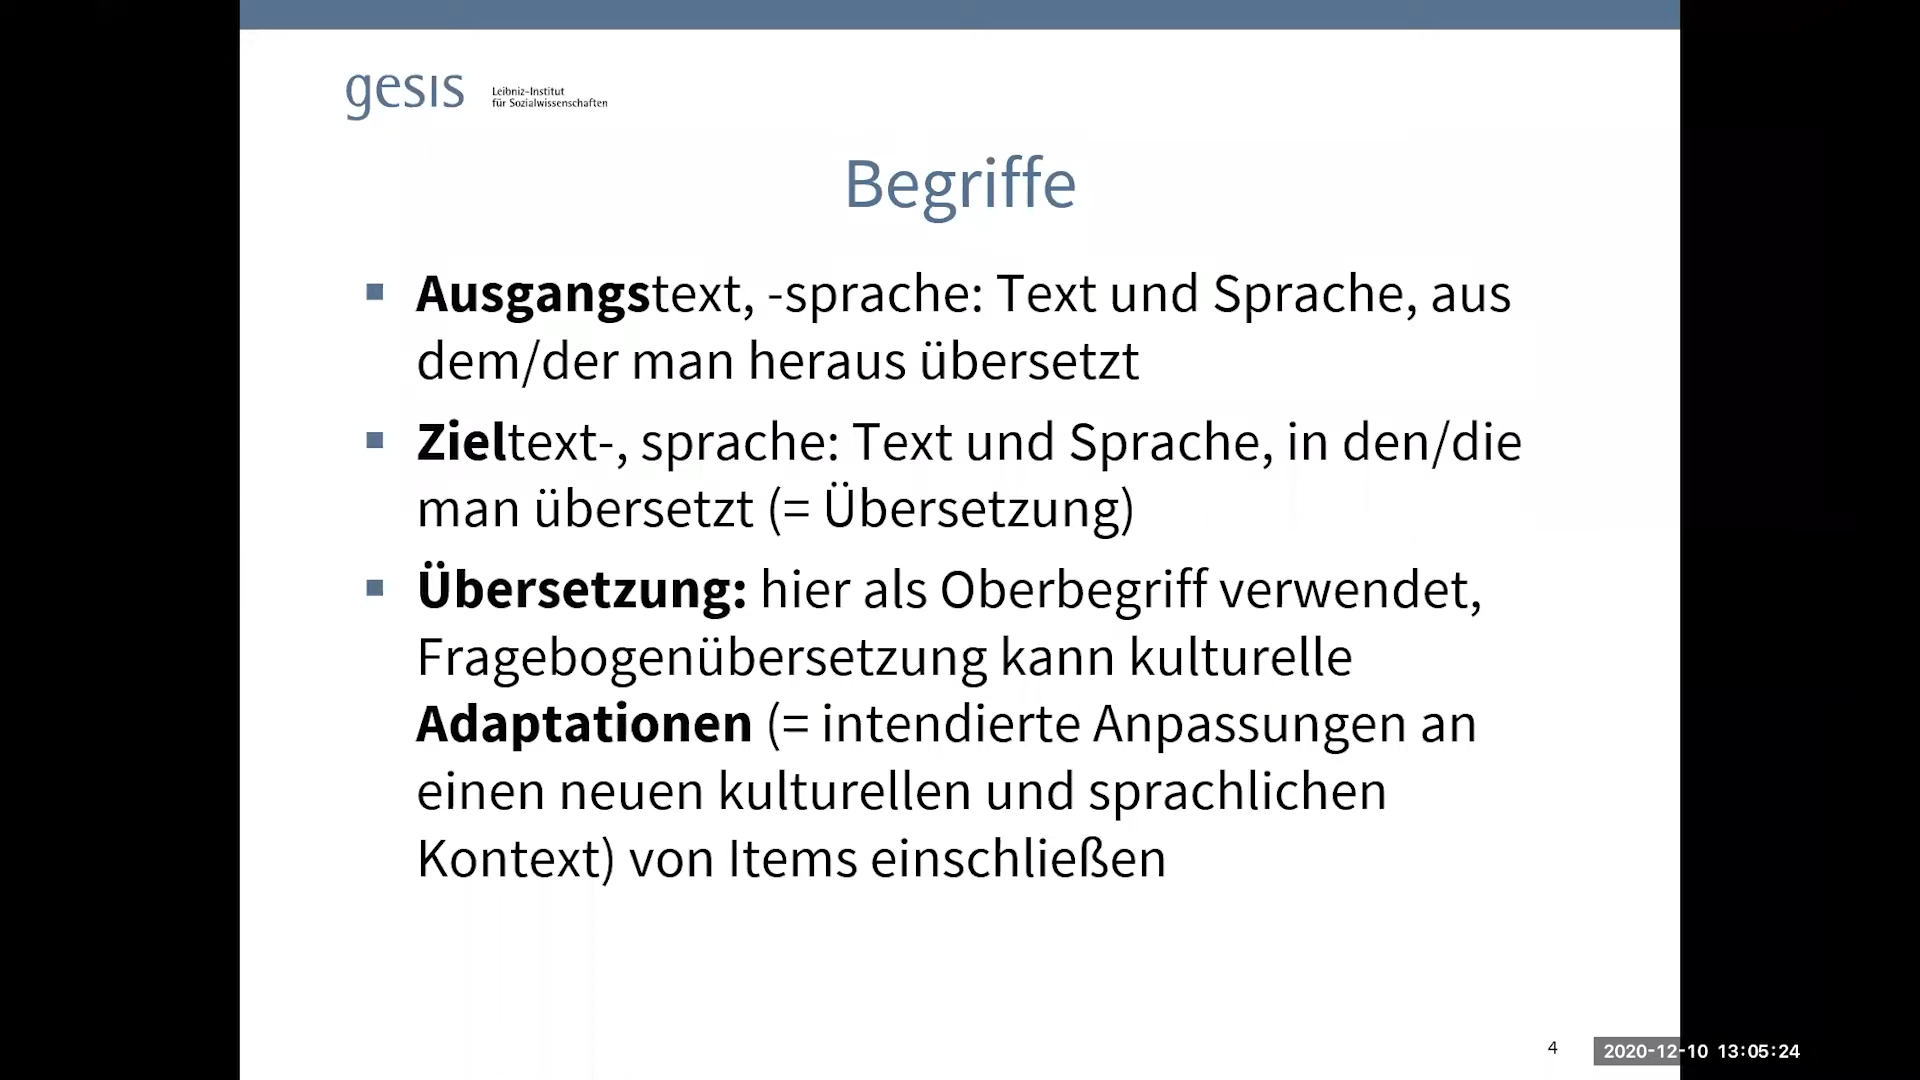 gesis
Leibniz-Institut
für Sozialwissenschaften
Begriffe
Ausgangstext, -sprache: Text und Sprache, aus
dem/der man heraus übersetzt
Zieltext-, sprache: Text und Sprache, in den/die
man übersetzt (= Übersetzung)
Übersetzung: hier als Oberbegriff verwendet,
Fragebogenübersetzung kann kulturelle
Adaptationen (= intendierte Anpassungen an
einen neuen kulturellen und sprachlichen
Kontext) von Items einschließen
4
2020-12-10 13:05:24